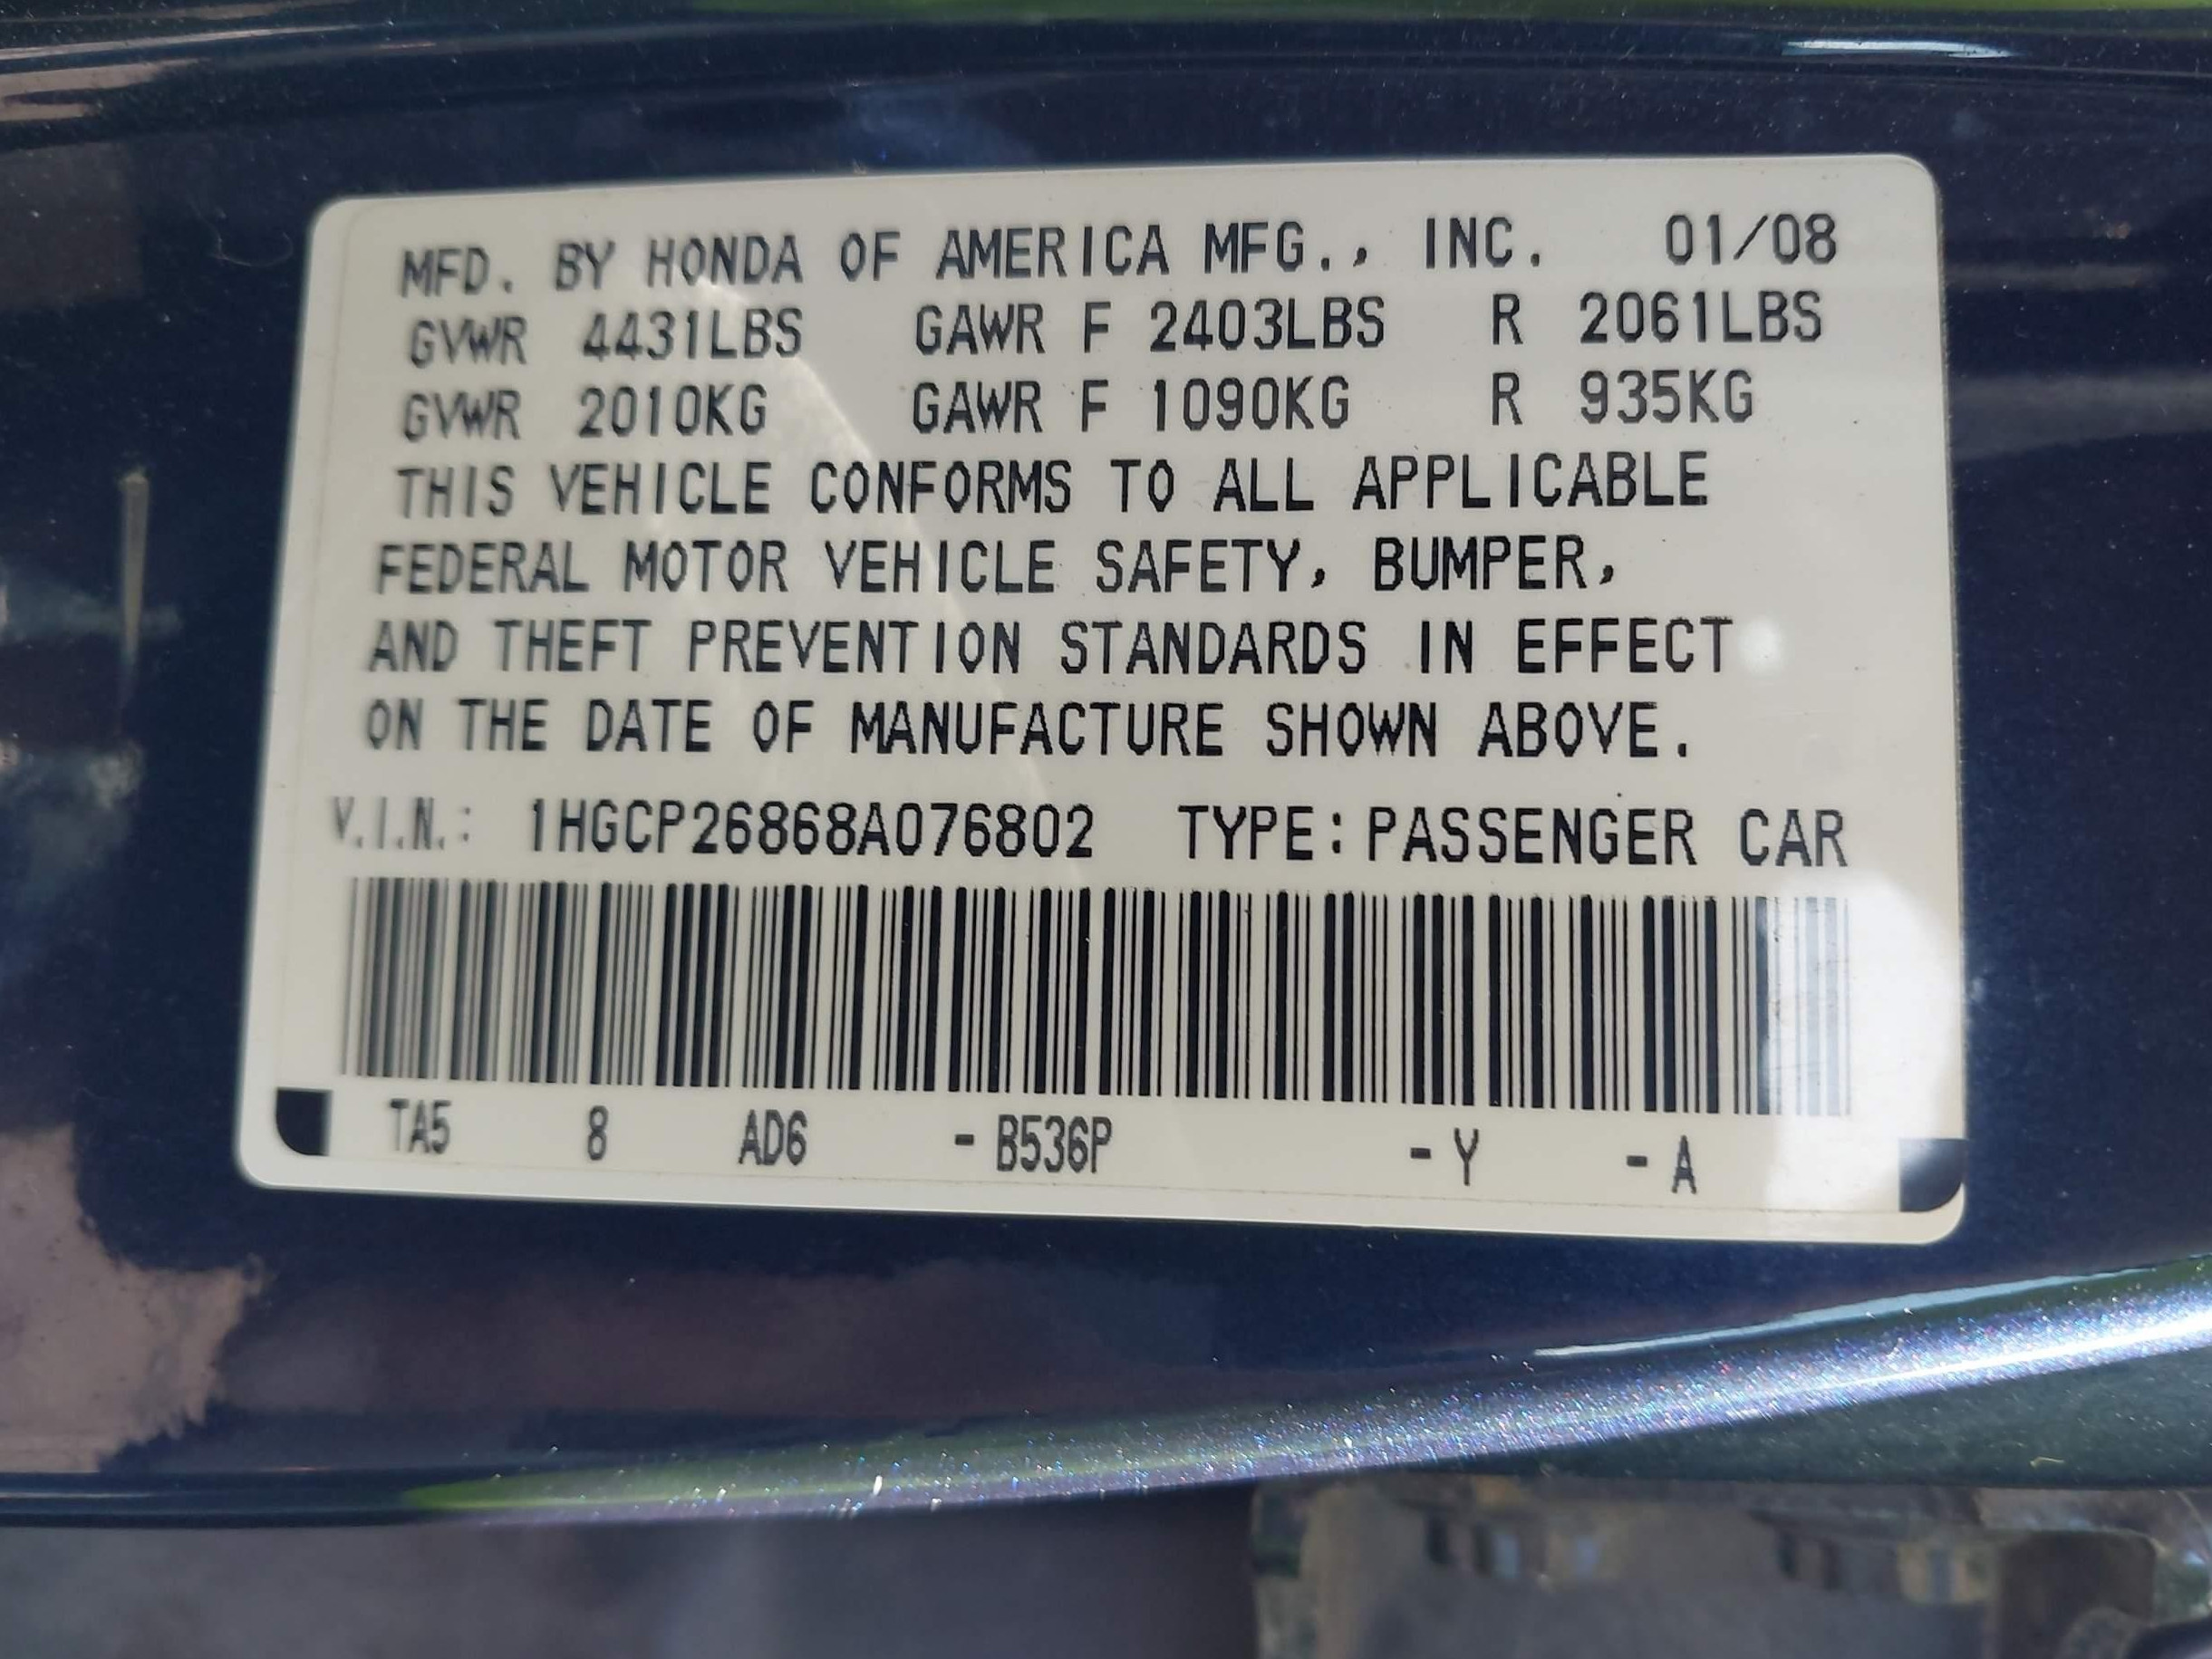 MFD. BY HONDA OF AMERICA MFG., INC. 01/08
GVWR 4431LBS GAWR F 2403LBS R 2061LBS
GVWR 2010KG GAWR F 1090KG R 935KG
THIS VEHICLE CONFORMS TO ALL APPLICABLE
FEDERAL MOTOR VEHICLE SAFETY, BUMPER,
AND THEFT PREVENTION STANDARDS IN EFFECT
ON THE DATE OF MANUFACTURE SHOWN ABOVE.
V.I.N.: 1HGCP26868A076802 TYPE:PASSENGER CAR
TA5 8 AD6 -B536P -Y -A